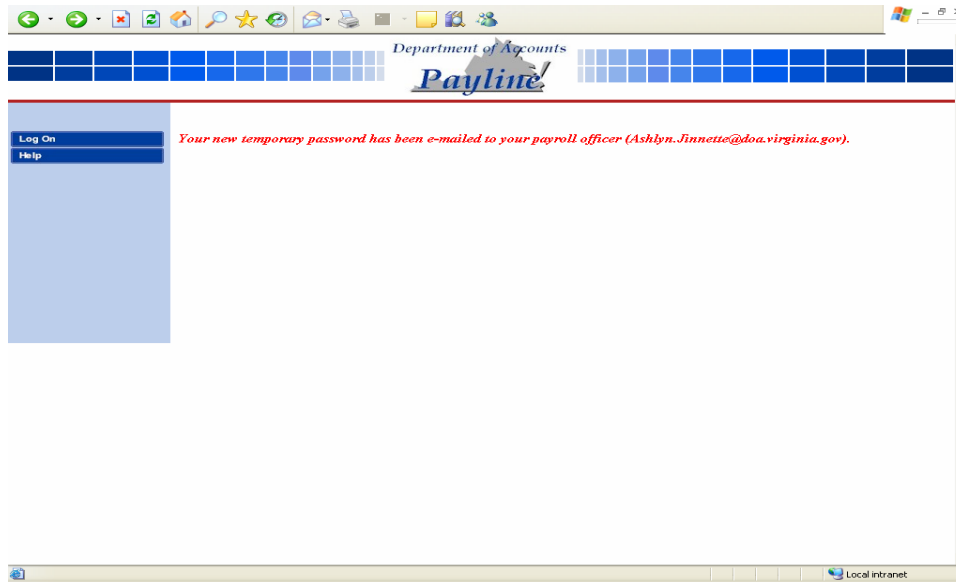 Department of Accounts
Payline
Log On
Help
Your new temporary password has been e-mailed to your payroll officer (Ashlyn.Jinnette@doa.virginia.gov).
Local intranet